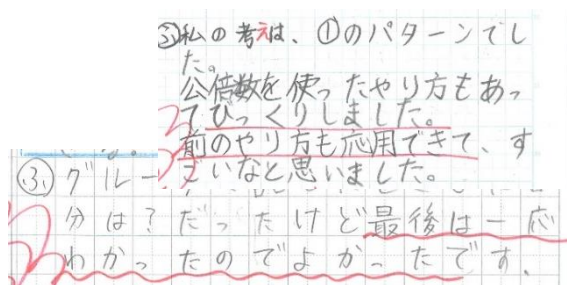 ③私の考えは、①のパターンでし
た。
公倍数を使ったやり方もあっ
てびっくりしました。
前のやり方も応用できて、す
ごいなと思いました。
③グルー
分は？だったけど最後は一応
わかったのでよかったです。